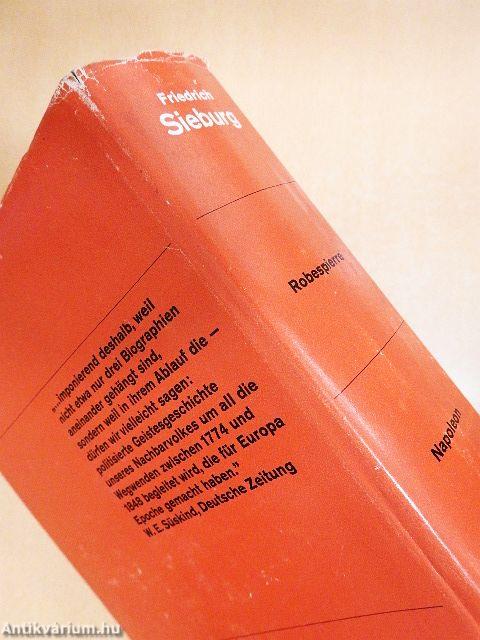 Friedrich
Sieburg
Robespierre
Napoleon
„...imponierend deshalb, weil
nicht etwa nur drei Biographien
aneinander gehängt sind,
sondern weil in ihrem Ablauf die –
dürfen wir vielleicht sagen:
politisierte Geistesgeschichte
unseres Nachbarvolkes um all die
Wegwenden zwischen 1774 und
1848 begleitet wird, die für Europa
Epoche gemacht haben."
W. E. Süskind, Deutsche Zeitung
Antikvárium.hu